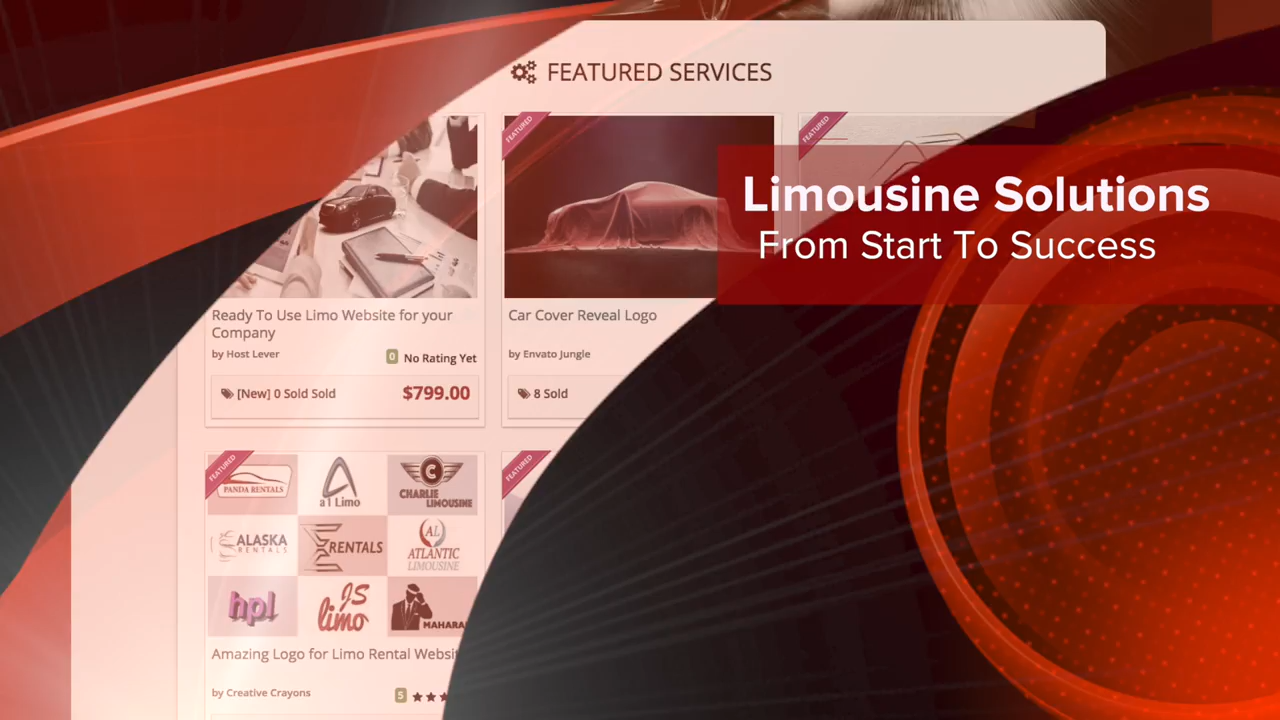 FEATURED SERVICES
FEATURED
FEATURED
Limousine Solutions
From Start To Success
Ready To Use Limo Website for your
Company
by Host Lever
0 No Rating Yet
[New] 0 Sold Sold
$799.00
Car Cover Reveal Logo
by Envato Jungle
8 Sold
FEATURED
FEATURED
PANDA RENTALS
a1 Limo
C
CHARLIE
LIMOUSINE
ALASKA
RENTALS
RENTALS
AL
ATLANTIC
LIMOUSINE
hpl
JS
limo
MAHARA
Amazing Logo for Limo Rental Websit
by Creative Crayons
5